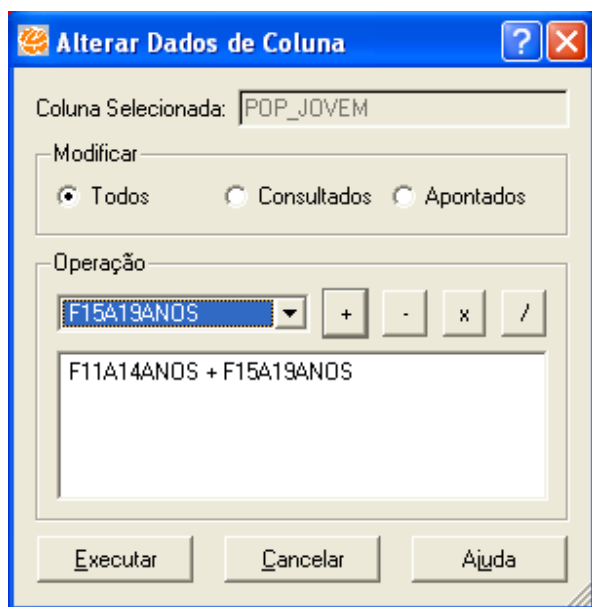 Alterar Dados de Coluna ? X
Coluna Selecionada: POP_JOVEM
Modificar
Todos Consultados Apontados
Operação
F15A19ANOS + - x /
F11A14ANOS + F15A19ANOS
Executar Cancelar Ajuda